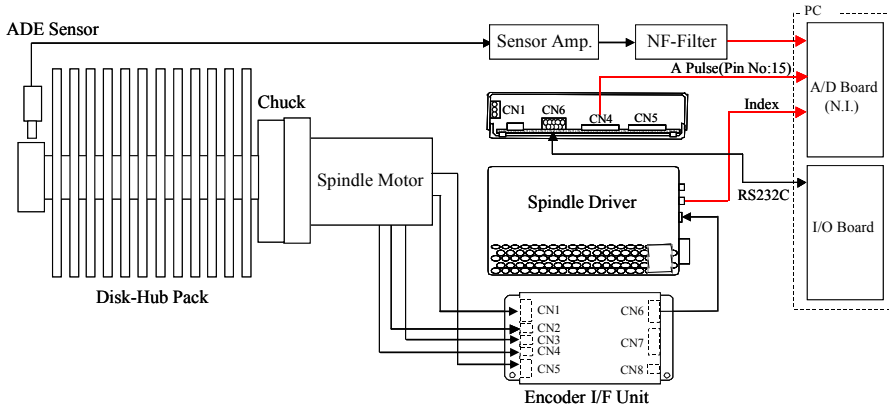 PC
ADE Sensor
Sensor Amp.
NF-Filter
A Pulse(Pin No:15)
A/D Board
(N.I.)
Chuck
CN1
CN6
CN4
CN5
Index
Spindle Motor
Spindle Driver
RS232C
I/O Board
Disk-Hub Pack
CN1
CN2
CN3
CN4
CN5
CN6
CN7
CN8
Encoder I/F Unit